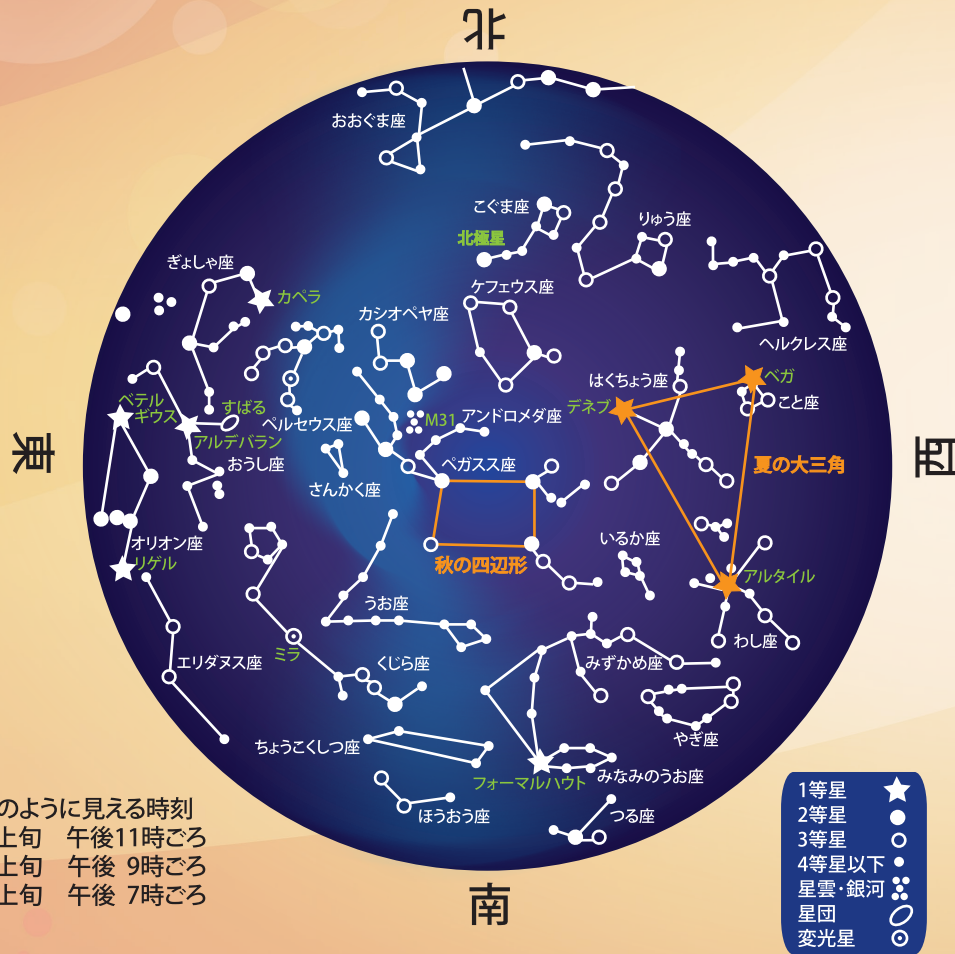 北
おおぐま座
こぐま座
りゅう座
北極星
ぎょしゃ座
カペラ
ケフェウス座
カシオペヤ座
ヘルクレス座
はくちょう座
ベガ
こと座
デネブ
ベテル
ギウス
すばる
ペルセウス座
M31
アンドロメダ座
アルデバラン
おうし座
ペガスス座
夏の大三角
東
西
さんかく座
オリオン座
リゲル
秋の四辺形
いるか座
アルタイル
うお座
わし座
ミラ
エリダヌス座
くじら座
みずかめ座
やぎ座
ちょうこくしつ座
フォーマルハウト
みなみのうお座
ほうおう座
つる座
南
のように見える時刻
上旬 午後11時ごろ
上旬 午後 9時ごろ
上旬 午後 7時ごろ
1等星
2等星
3等星
4等星以下
星雲・銀河
星団
変光星